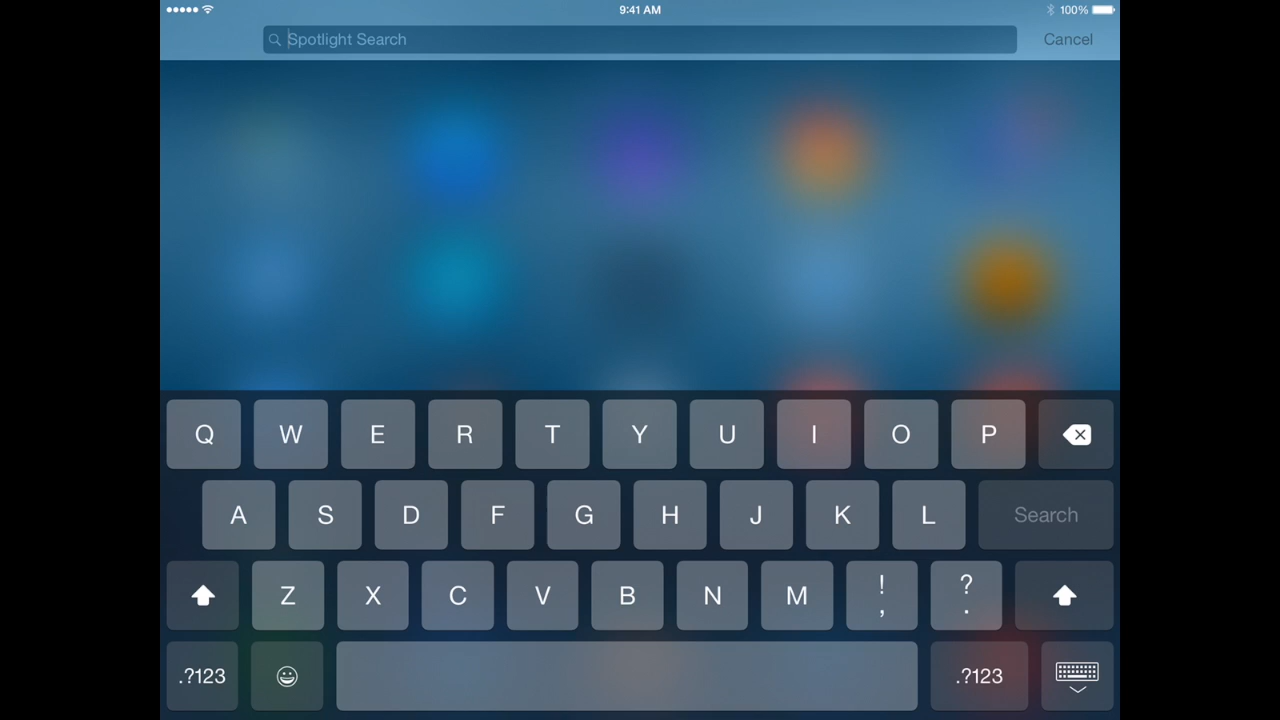 9:41 AM
100%
Spotlight Search
Cancel
Q W E R T Y U I O P
A S D F G H J K L Search
Z X C V B N M ! , ? .
.?123 .?123